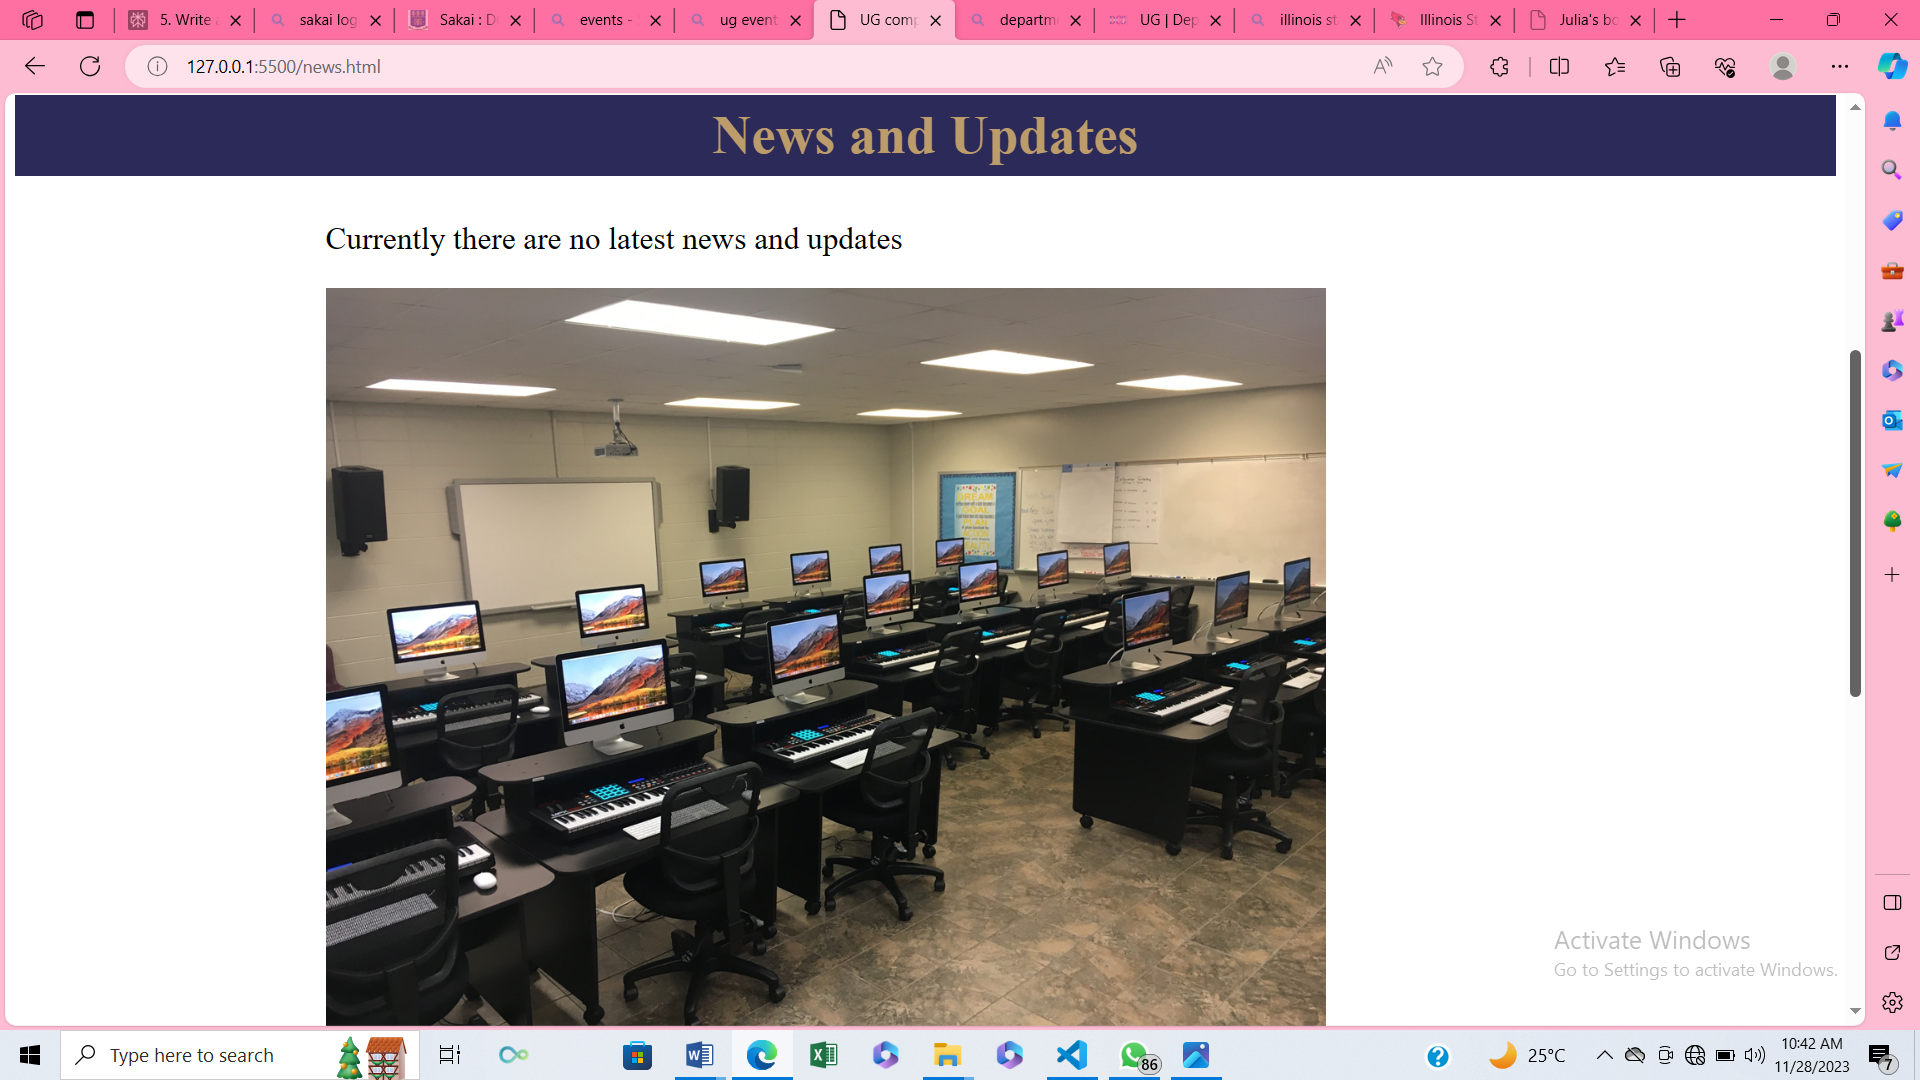 5. Write a
sakai log
Sakai : D
events -
ug event
UG comp
departm
UG | Dep
illinois st
Illinois St
Julia's bo
127.0.0.1:5500/news.html
News and Updates
Currently there are no latest news and updates
DREAM
GOAL
PLAN
Activate Windows
Go to Settings to activate Windows.
Type here to search
86
25°C
10:42 AM
11/28/2023
7